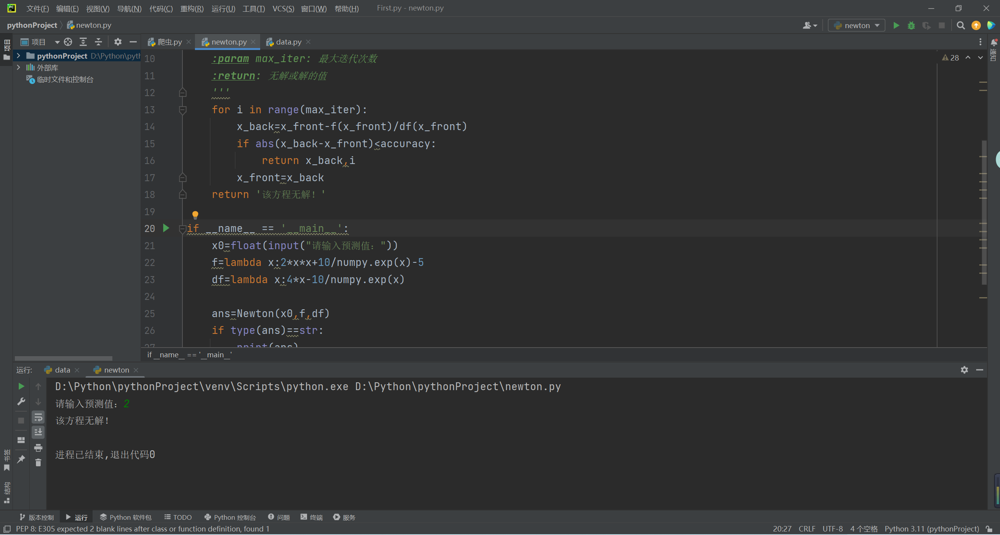 文件(F) 编辑(E) 视图(V) 导航(N) 代码(C) 重构(R) 运行(U) 工具(T) VCS(S) 窗口(W) 帮助(H) First.py - newton.py
pythonProject newton.py newton
项目 爬虫.py newton.py data.py
项目
pythonProject D:\Python\pyth
外部库
临时文件和控制台
通知
28
10 :param max_iter: 最大迭代次数
11 :return: 无解或解的值
12 '''
13 for i in range(max_iter):
14 x_back=x_front-f(x_front)/df(x_front)
15 if abs(x_back-x_front)<accuracy:
16 return x_back,i
17 x_front=x_back
18 return '该方程无解！'
19
20 if __name__ == '__main__':
21 x0=float(input("请输入预测值："))
22 f=lambda x:2*x*x+10/numpy.exp(x)-5
23 df=lambda x:4*x-10/numpy.exp(x)
24
25 ans=Newton(x0,f,df)
26 if type(ans)==str:
27 print(ans)
if __name__ == '__main__'
运行: data newton
D:\Python\pythonProject\venv\Scripts\python.exe D:\Python\pythonProject\newton.py
请输入预测值：2
该方程无解！
进程已结束,退出代码0
书签
结构
版本控制 运行 Python 软件包 TODO Python 控制台 问题 终端 服务
PEP 8: E305 expected 2 blank lines after class or function definition, found 1 20:27 CRLF UTF-8 4 个空格 Python 3.11 (pythonProject)